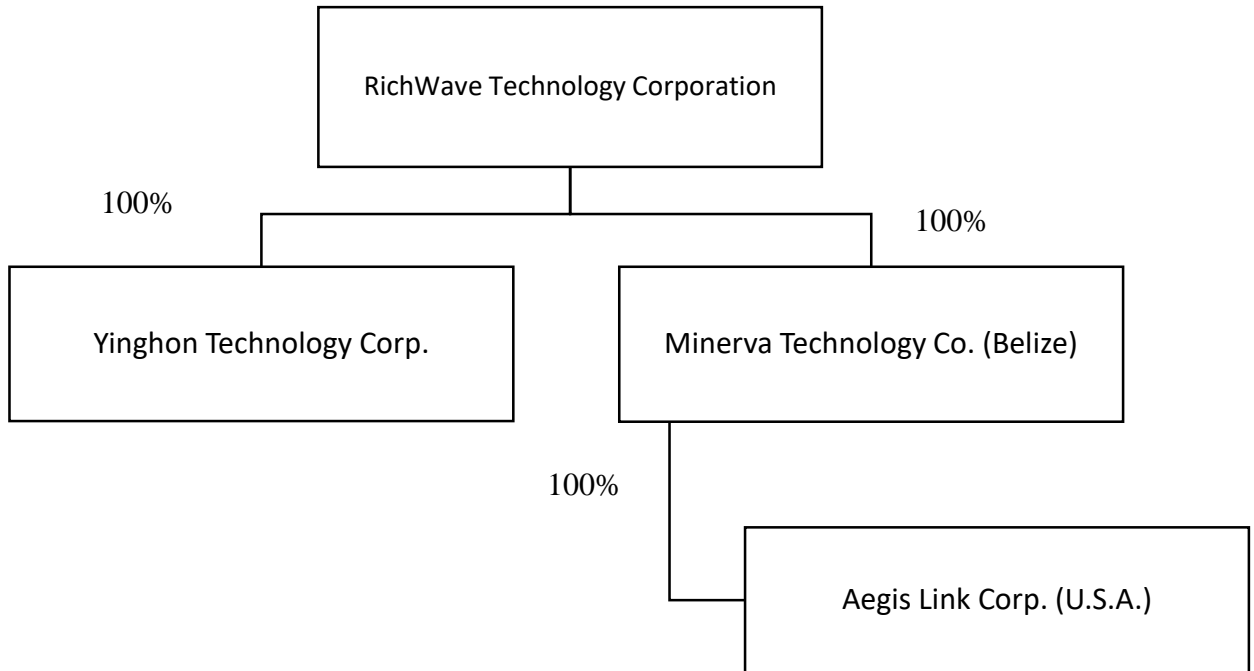 RichWave Technology Corporation
100%
100%
Yinghon Technology Corp.
Minerva Technology Co. (Belize)
100%
Aegis Link Corp. (U.S.A.)